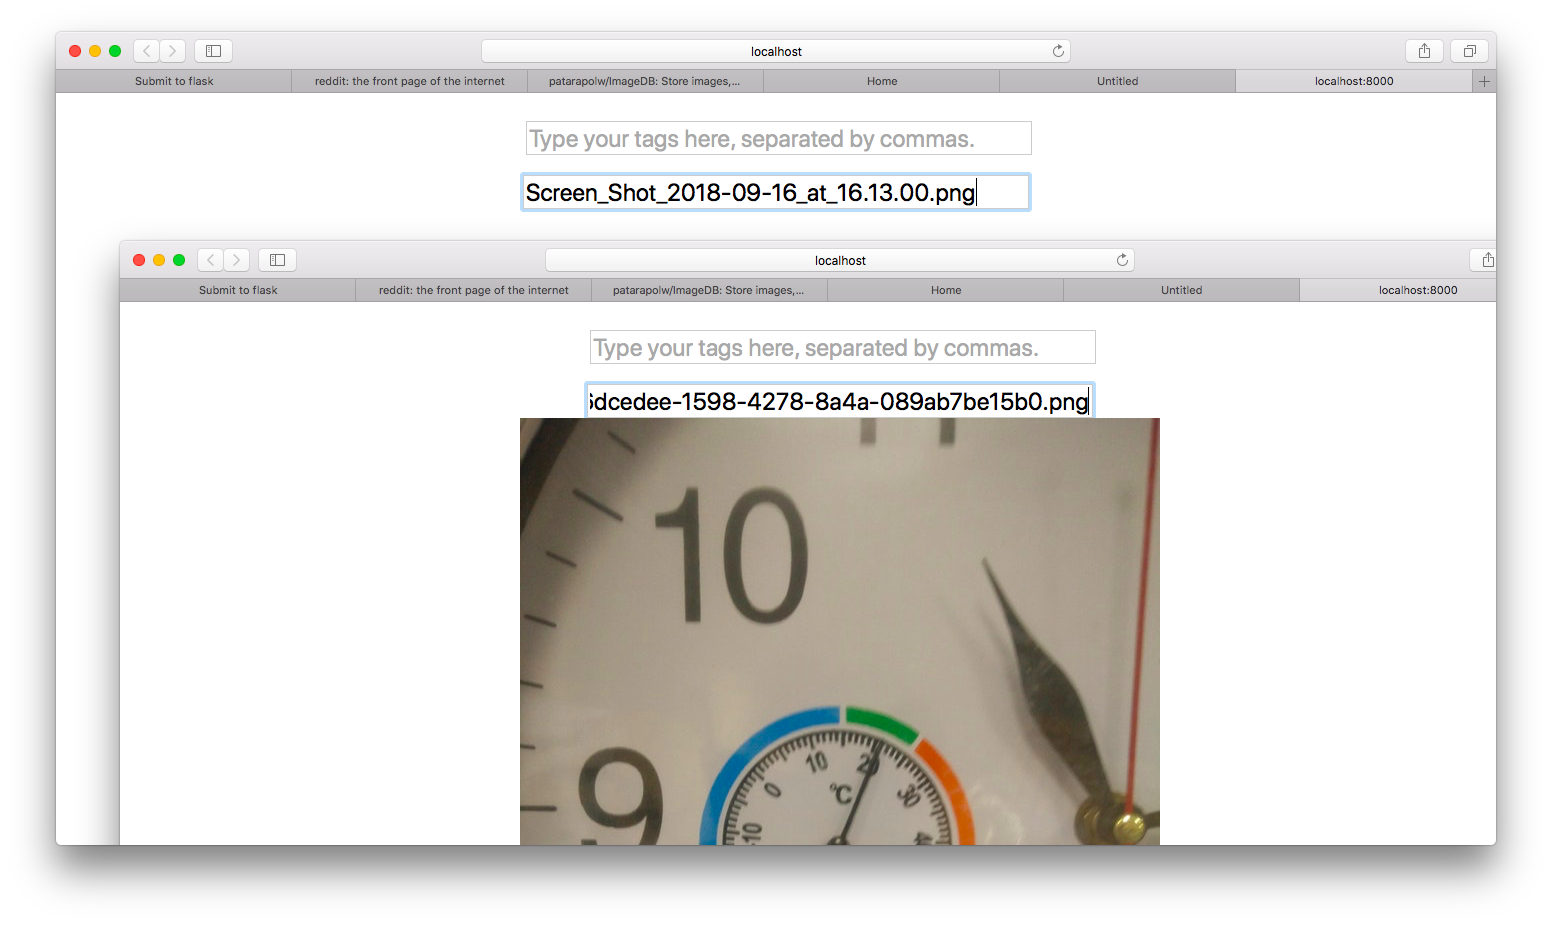 localhost
Submit to flask
reddit: the front page of the internet
patarapolw/ImageDB: Store images,...
Home
Untitled
localhost:8000
Type your tags here, separated by commas.
Screen_Shot_2018-09-16_at_16.13.00.png
localhost
Submit to flask
reddit: the front page of the internet
patarapolw/ImageDB: Store images,...
Home
Untitled
localhost:8000
Type your tags here, separated by commas.
dcedee-1598-4278-8a4a-089ab7be15b0.png
11
10
9
10
20
0
°C
30
-10